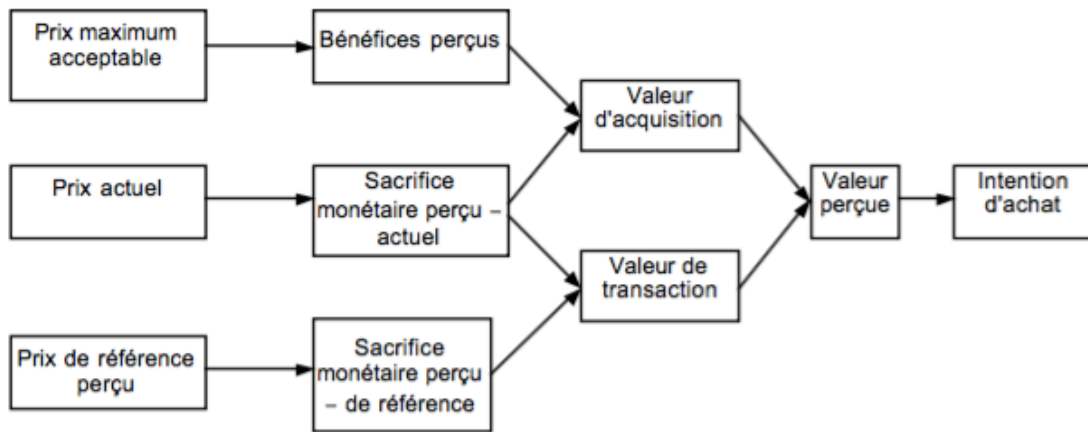 Prix maximum
acceptable
Bénéfices perçus
Valeur
d'acquisition
Prix actuel
Sacrifice
monétaire perçu –
actuel
Valeur
perçue
Intention
d'achat
Valeur de
transaction
Prix de référence
perçu
Sacrifice
monétaire perçu
– de référence